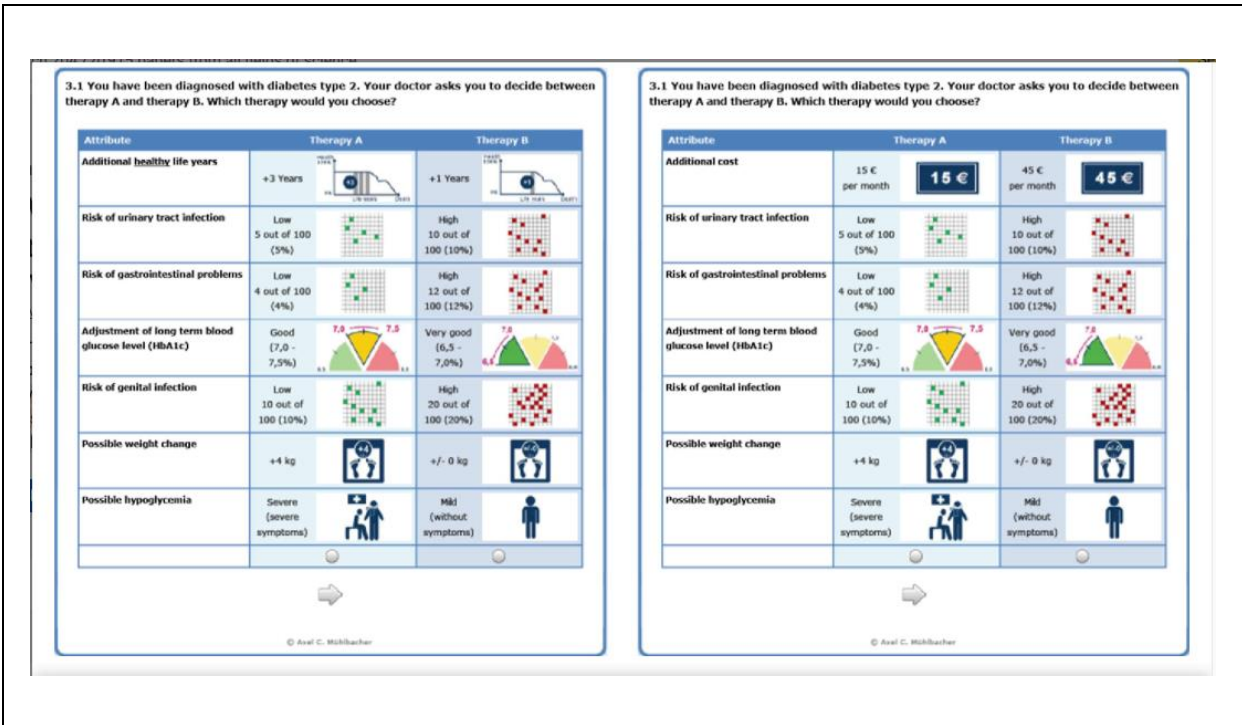 3.1 You have been diagnosed with diabetes type 2. Your doctor asks you to decide between
therapy A and therapy B. Which therapy would you choose?
Attribute Therapy A Therapy B
Additional healthy life years
+3 Years
+3
+1 Years
+1
Risk of urinary tract infection
Low
5 out of 100
(5%)
High
10 out of
100 (10%)
Risk of gastrointestinal problems
Low
4 out of 100
(4%)
High
12 out of
100 (12%)
Adjustment of long term blood
glucose level (HbA1c)
Good
(7,0 -
7,5%)
7,0 7,5
Very good
(6,5 -
7,0%)
7,0
6,5
Risk of genital infection
Low
10 out of
100 (10%)
High
20 out of
100 (20%)
Possible weight change
+4 kg
+4
+/- 0 kg
Possible hypoglycemia
Severe
(severe
symptoms)
Mild
(without
symptoms)
© Axel C. Mühlbacher
3.1 You have been diagnosed with diabetes type 2. Your doctor asks you to decide between
therapy A and therapy B. Which therapy would you choose?
Attribute Therapy A Therapy B
Additional cost
15 €
per month
15 €
45 €
per month
45 €
Risk of urinary tract infection
Low
5 out of 100
(5%)
High
10 out of
100 (10%)
Risk of gastrointestinal problems
Low
4 out of 100
(4%)
High
12 out of
100 (12%)
Adjustment of long term blood
glucose level (HbA1c)
Good
(7,0 -
7,5%)
7,0 7,5
Very good
(6,5 -
7,0%)
7,0
6,5
Risk of genital infection
Low
10 out of
100 (10%)
High
20 out of
100 (20%)
Possible weight change
+4 kg
+4
+/- 0 kg
Possible hypoglycemia
Severe
(severe
symptoms)
Mild
(without
symptoms)
© Axel C. Mühlbacher